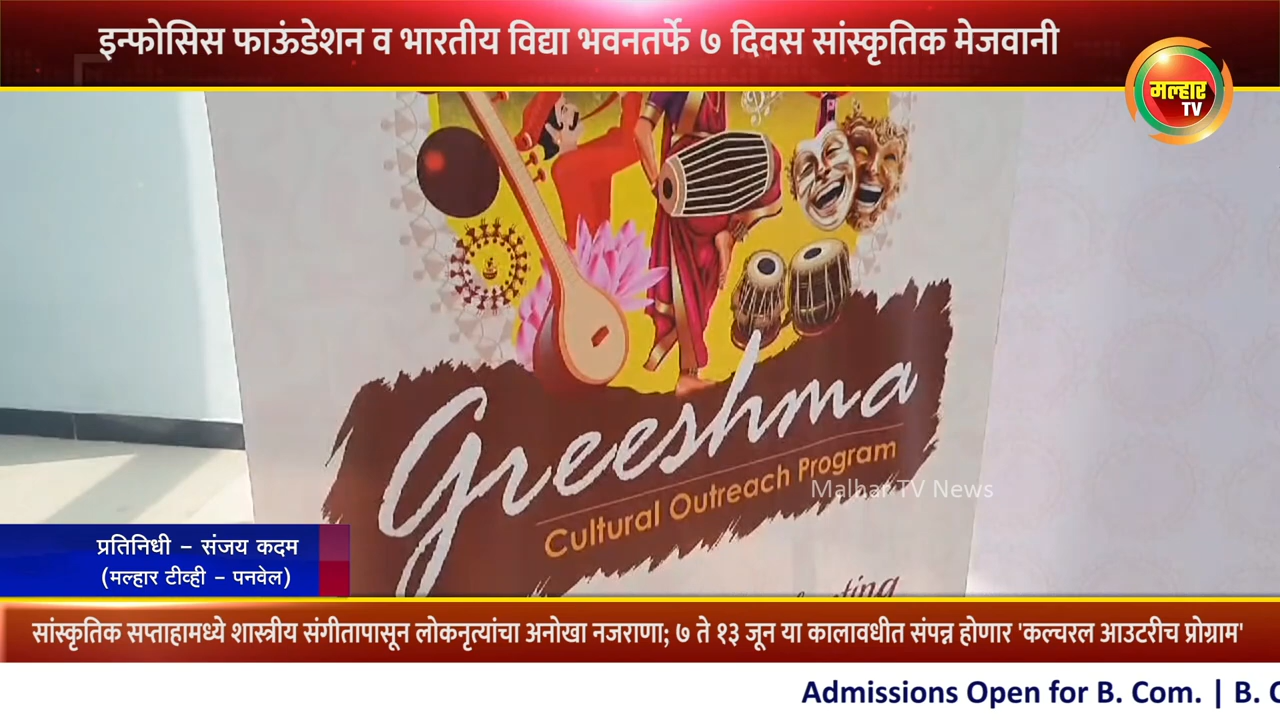 इन्फोसिस फाऊंडेशन व भारतीय विद्या भवनतर्फे ७ दिवस सांस्कृतिक मेजवानी
मल्हार
TV
Greeshma
Cultural Outreach Program
Malhar TV News
प्रतिनिधी - संजय कदम
(मल्हार टीव्ही - पनवेल)
सांस्कृतिक सप्ताहामध्ये शास्त्रीय संगीतापासून लोकनृत्यांचा अनोखा नजराणा; ७ ते १३ जून या कालावधीत संपन्न होणार 'कल्चरल आउटरीच प्रोग्राम'
Admissions Open for B. Com. | B.